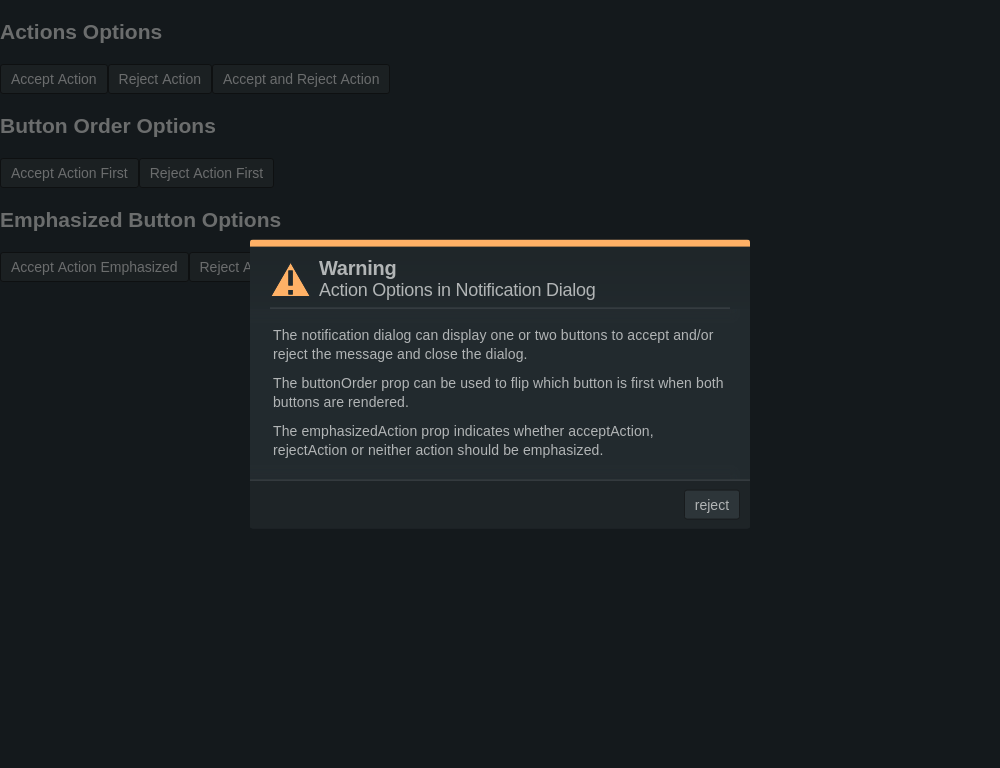 Actions Options
Accept Action Reject Action Accept and Reject Action
Button Order Options
Accept Action First Reject Action First
Emphasized Button Options
Accept Action Emphasized Reject A
Warning
Action Options in Notification Dialog
The notification dialog can display one or two buttons to accept and/or
reject the message and close the dialog.
The buttonOrder prop can be used to flip which button is first when both
buttons are rendered.
The emphasizedAction prop indicates whether acceptAction,
rejectAction or neither action should be emphasized.
reject